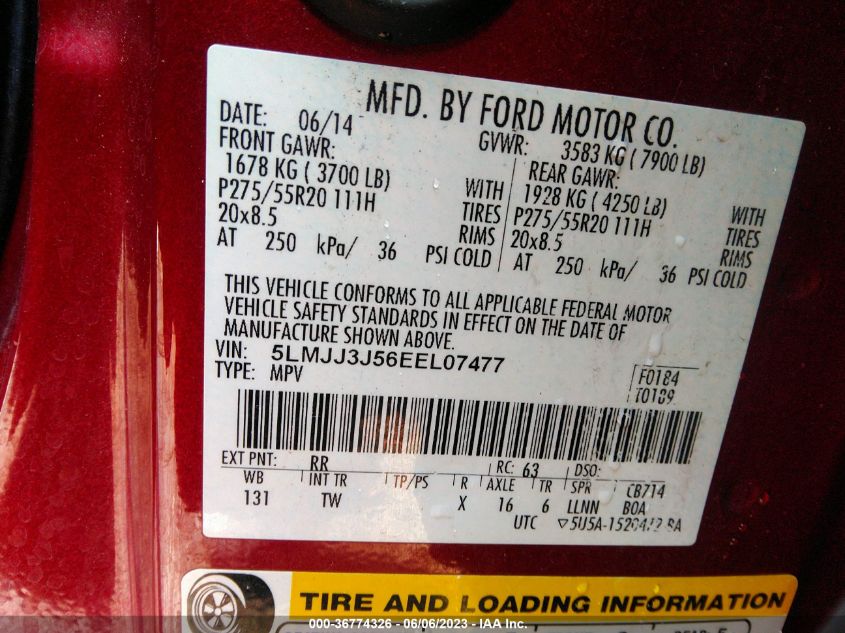 MFD. BY FORD MOTOR CO.
DATE: 06/14 GVWR: 3583 KG ( 7900 LB)
FRONT GAWR: REAR GAWR:
1678 KG ( 3700 LB) WITH 1928 KG ( 4250 LB) WITH
P275/55R20 111H TIRES P275/55R20 111H TIRES
20x8.5 RIMS 20x8.5 RIMS
AT 250 kPa/ 36 PSI COLD AT 250 kPa/ 36 PSI COLD
THIS VEHICLE CONFORMS TO ALL APPLICABLE FEDERAL MOTOR
VEHICLE SAFETY STANDARDS IN EFFECT ON THE DATE OF
MANUFACTURE SHOWN ABOVE.
VIN: 5LMJJ3J56EEL07477
TYPE: MPV F0184
T0189
EXT PNT: RR RC: 63 DSO:
WB INT TR TP/PS R AXLE TR SPR CB714
131 TW X 16 6 LLNN BOA
UTC
TIRE AND LOADING INFORMATION
000-36774326 - 06/06/2023 - IAA Inc.